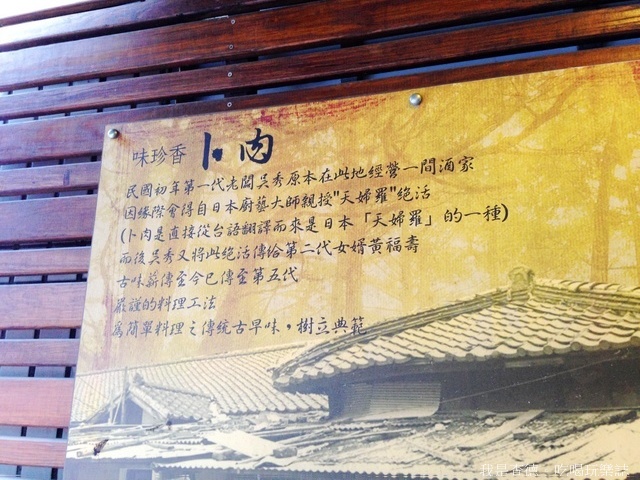 味珍香 卜肉
民國初年第一代老闆吳秀原本在此地經營一間酒家
因緣際會得自日本廚藝大師親授"天婦羅"絕活
(卜肉是直接從台語翻譯而來是日本「天婦羅」的一種)
而後吳秀又將此絕活傳給第二代女婿黃福壽
古味薪傳至今已傳至第五代
嚴謹的料理工法
為簡單料理之傳統古早味，樹立典範
我是香德 吃喝玩樂誌